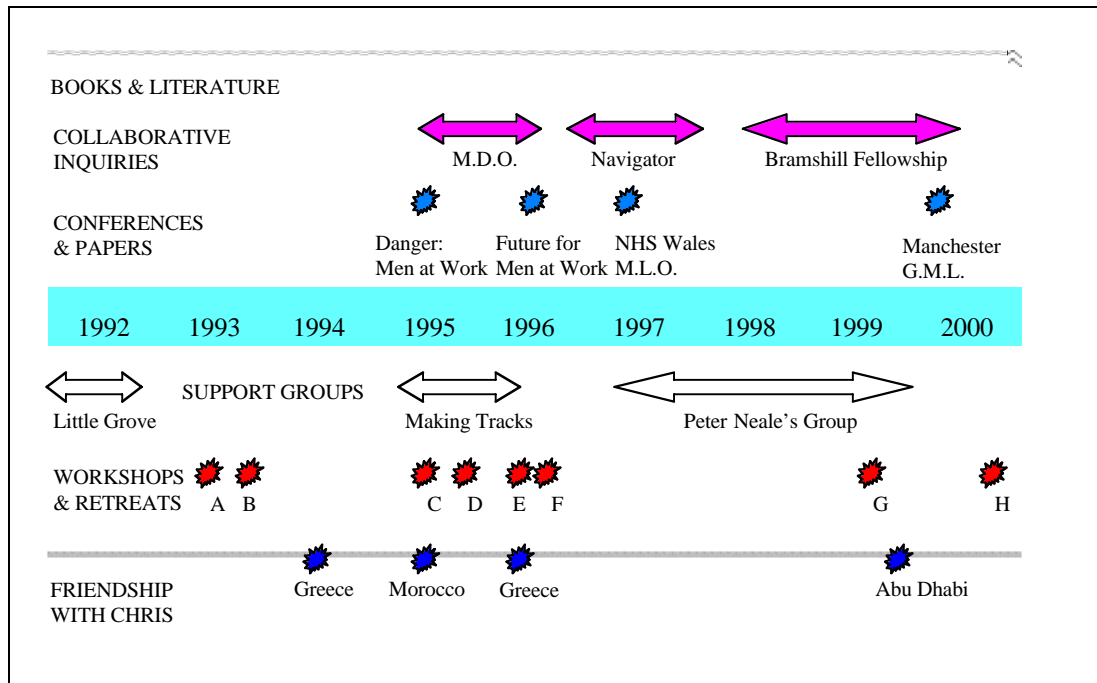 BOOKS & LITERATURE
COLLABORATIVE
INQUIRIES
M.D.O. Navigator Bramshill Fellowship
CONFERENCES
& PAPERS
Danger:
Men at Work
Future for
Men at Work
NHS Wales
M.L.O.
Manchester
G.M.L.
1992 1993 1994 1995 1996 1997 1998 1999 2000
SUPPORT GROUPS
Little Grove Making Tracks Peter Neale's Group
WORKSHOPS
& RETREATS
A B C D E F G H
Greece Morocco Greece Abu Dhabi
FRIENDSHIP
WITH CHRIS